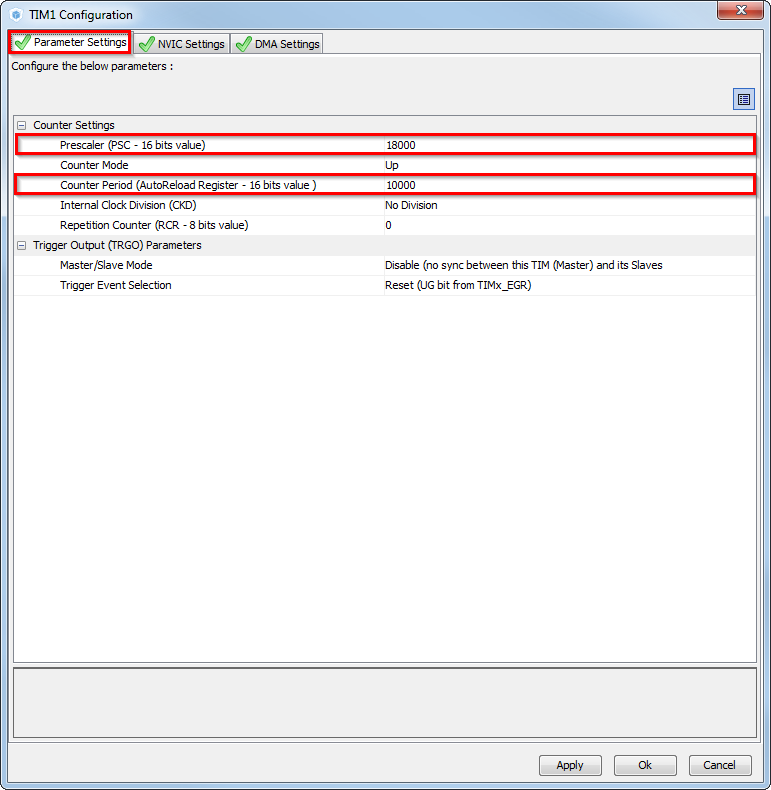 TIM1 Configuration
Parameter Settings NVIC Settings DMA Settings
Configure the below parameters :
Counter Settings
Prescaler (PSC - 16 bits value) 18000
Counter Mode Up
Counter Period (AutoReload Register - 16 bits value ) 10000
Internal Clock Division (CKD) No Division
Repetition Counter (RCR - 8 bits value) 0
Trigger Output (TRGO) Parameters
Master/Slave Mode Disable (no sync between this TIM (Master) and its Slaves
Trigger Event Selection Reset (UG bit from TIMx_EGR)
Apply Ok Cancel